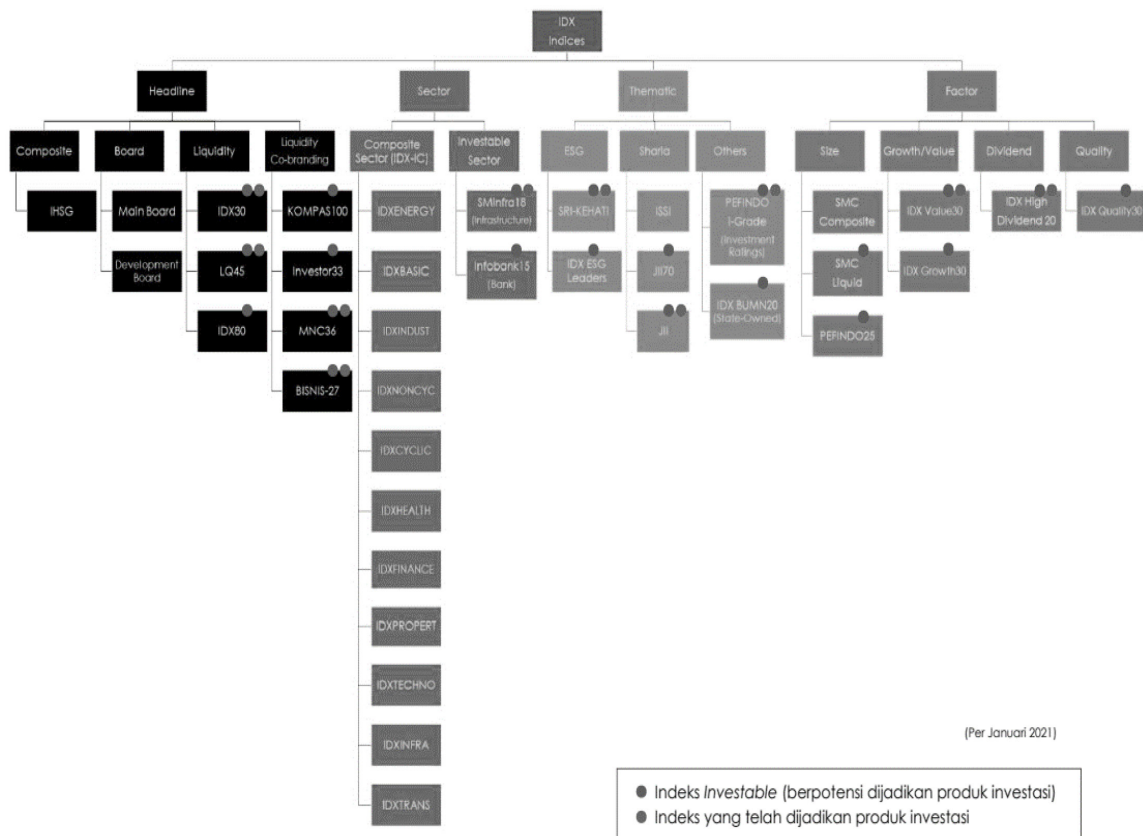 IDX
Indices
Headline
Sector
Thematic
Factor
Composite
Board
Liquidity
Liquidity
Co-branding
Composite
Sector (IDX-IC)
Investable
Sector
ESG
Sharia
Others
Size
Growth/Value
Dividend
Quality
IHSG
Main Board
Development
Board
IDX30
LQ45
IDX80
KOMPAS100
Investor33
MNC36
BISNIS-27
IDXENERGY
IDXBASIC
IDXINDUST
IDXNONCYC
IDXCYCLIC
IDXHEALTH
IDXFINANCE
IDXPROPERT
IDXTECHNO
IDXINFRA
IDXTRANS
SMinfra18
(Infrastructure)
Infobank15
(Bank)
SRI-KEHATI
IDX ESG
Leaders
ISSI
JII70
JII
PEFINDO
i-Grade
(Investment
Ratings)
IDX BUMN20
(State-Owned)
SMC
Composite
SMC
Liquid
PEFINDO25
IDX Value30
IDX Growth30
IDX High
Dividend 20
IDX Quality30
(Per Januari 2021)
Indeks Investable (berpotensi dijadikan produk investasi)
Indeks yang telah dijadikan produk investasi